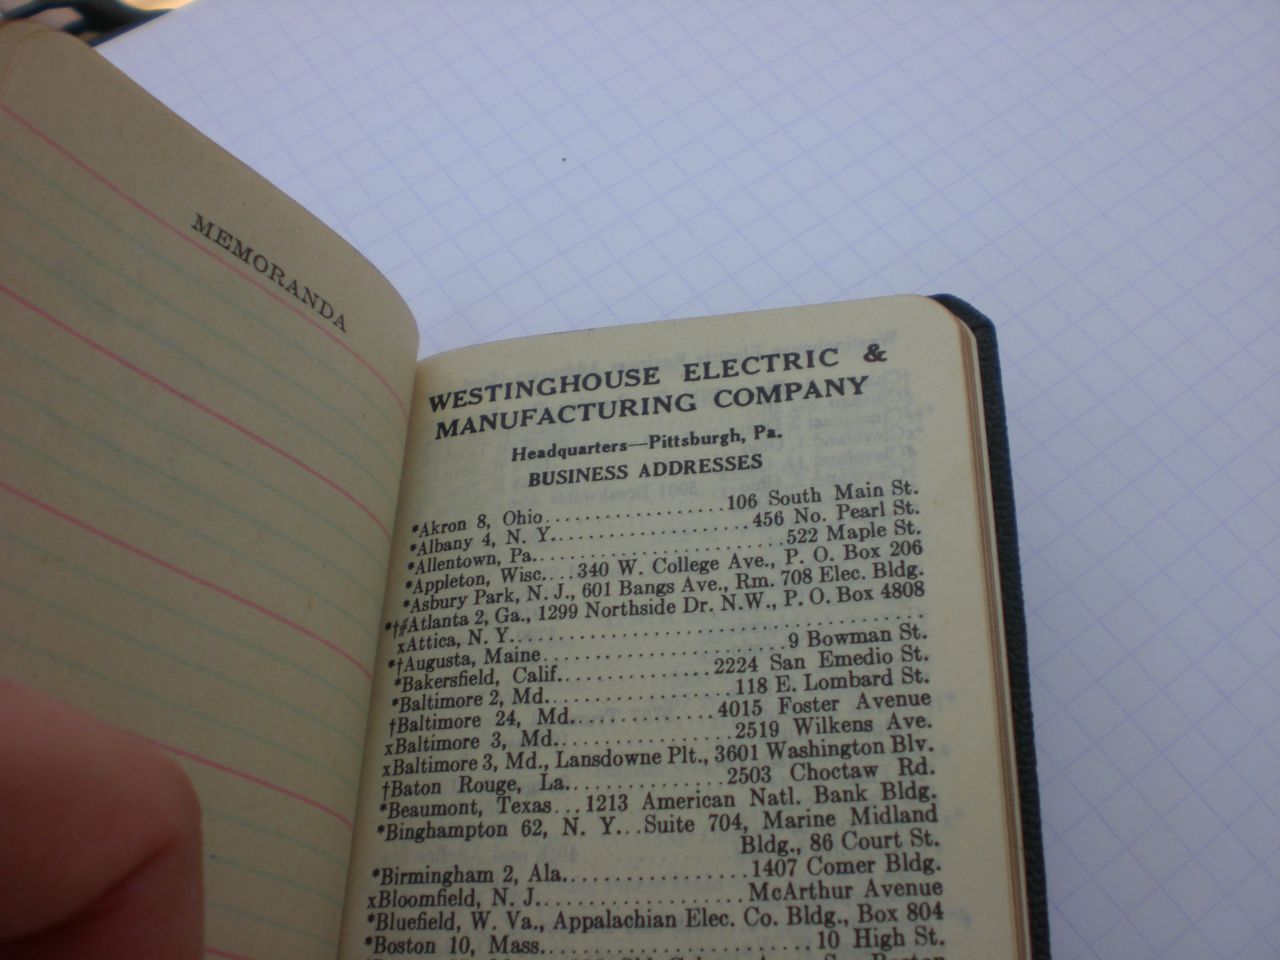 MEMORANDA
WESTINGHOUSE ELECTRIC &
MANUFACTURING COMPANY
Headquarters—Pittsburgh, Pa.
BUSINESS ADDRESSES
*Akron 8, Ohio....................106 South Main St.
*Albany 4, N. Y......................456 No. Pearl St.
*Allentown, Pa...........................522 Maple St.
*Appleton, Wisc....340 W. College Ave., P. O. Box 206
*Asbury Park, N. J., 601 Bangs Ave., Rm. 708 Elec. Bldg.
*†#Atlanta 2, Ga., 1299 Northside Dr. N.W., P. O. Box 4808
xAttica, N. Y..............................................
*†Augusta, Maine..........................9 Bowman St.
*Bakersfield, Calif.................2224 San Emedio St.
*Baltimore 2, Md....................118 E. Lombard St.
†Baltimore 24, Md...............4015 Foster Avenue
xBaltimore 3, Md...................2519 Wilkens Ave.
xBaltimore 3, Md., Lansdowne Plt., 3601 Washington Blv.
†Baton Rouge, La................2503 Choctaw Rd.
*Beaumont, Texas...1213 American Natl. Bank Bldg.
*Binghampton 62, N. Y...Suite 704, Marine Midland
Bldg., 86 Court St.
*Birmingham 2, Ala...................1407 Comer Bldg.
xBloomfield, N. J......................McArthur Avenue
*Bluefield, W. Va., Appalachian Elec. Co. Bldg., Box 804
*Boston 10, Mass.............................10 High St.